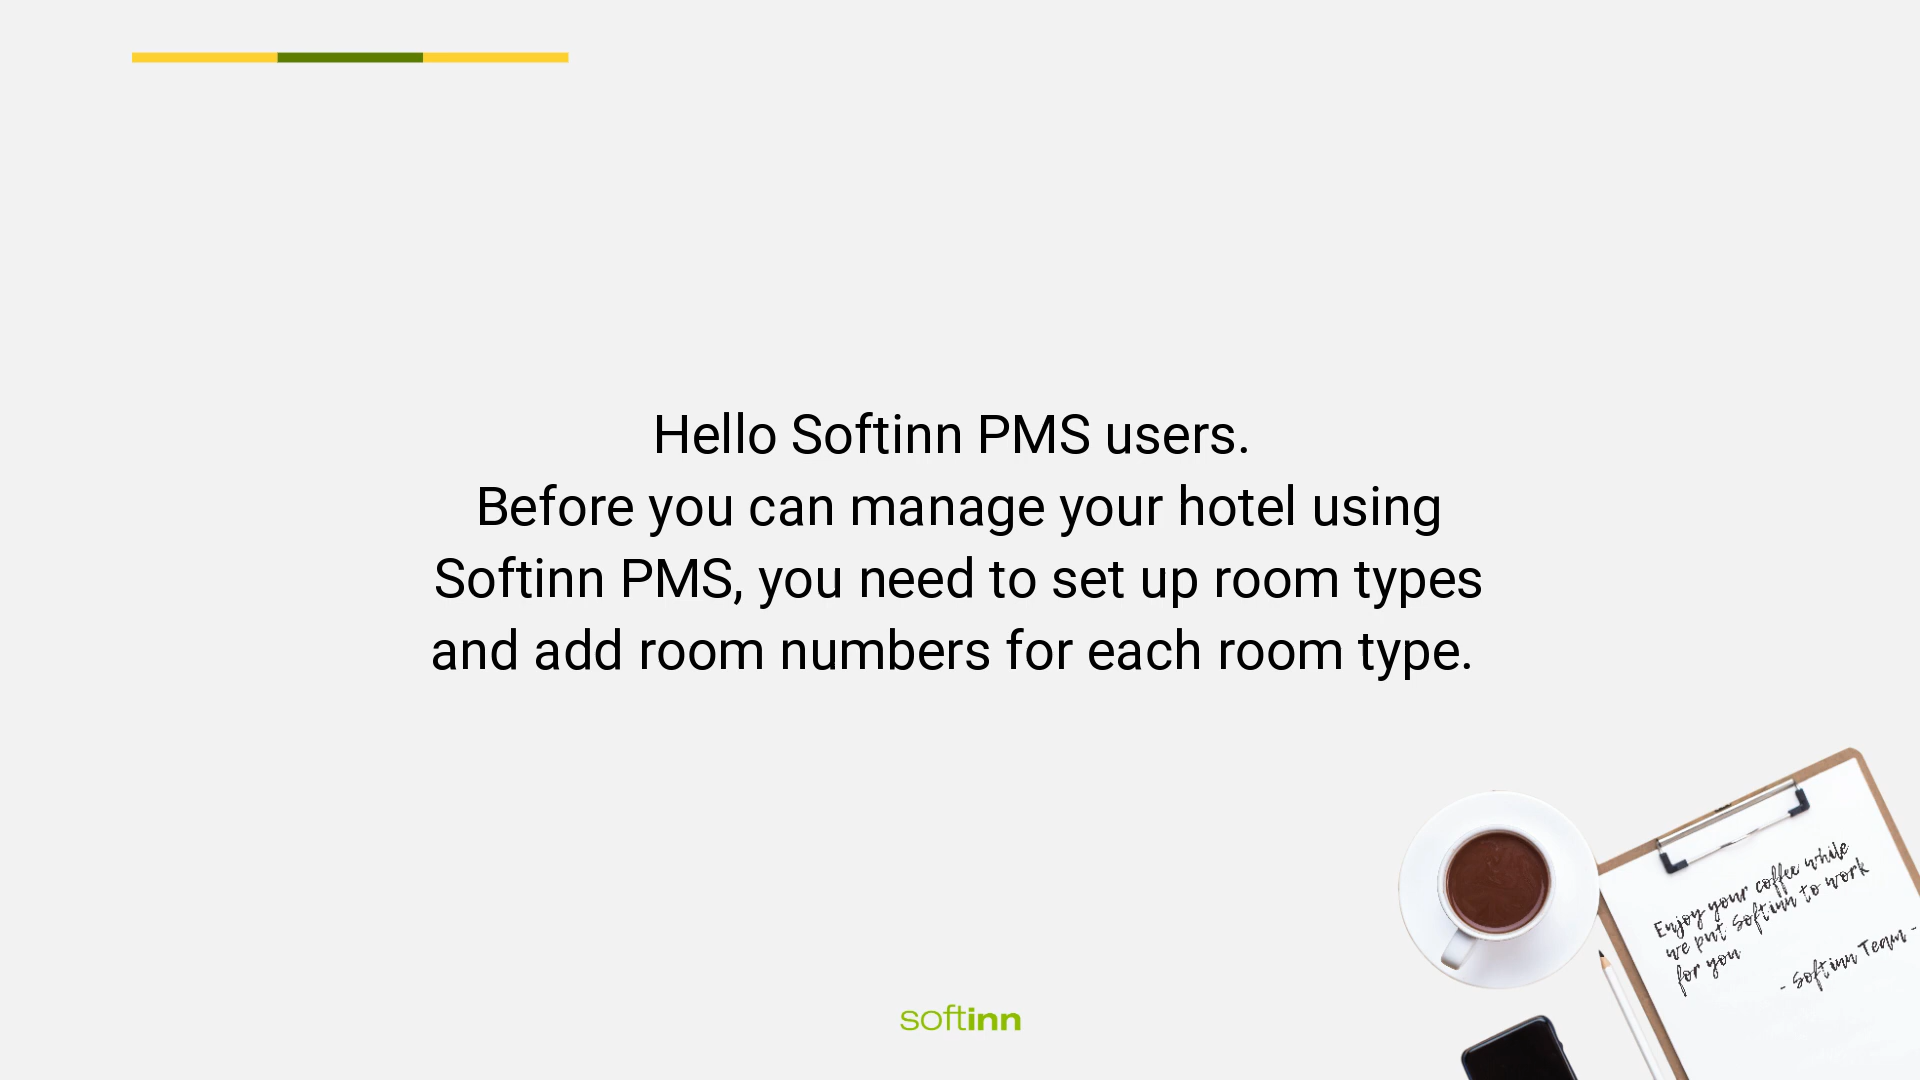 Hello Softinn PMS users.
Before you can manage your hotel using
Softinn PMS, you need to set up room types
and add room numbers for each room type.
Enjoy your coffee while
we put Softinn to work
for you
- Softinn Team -
softinn